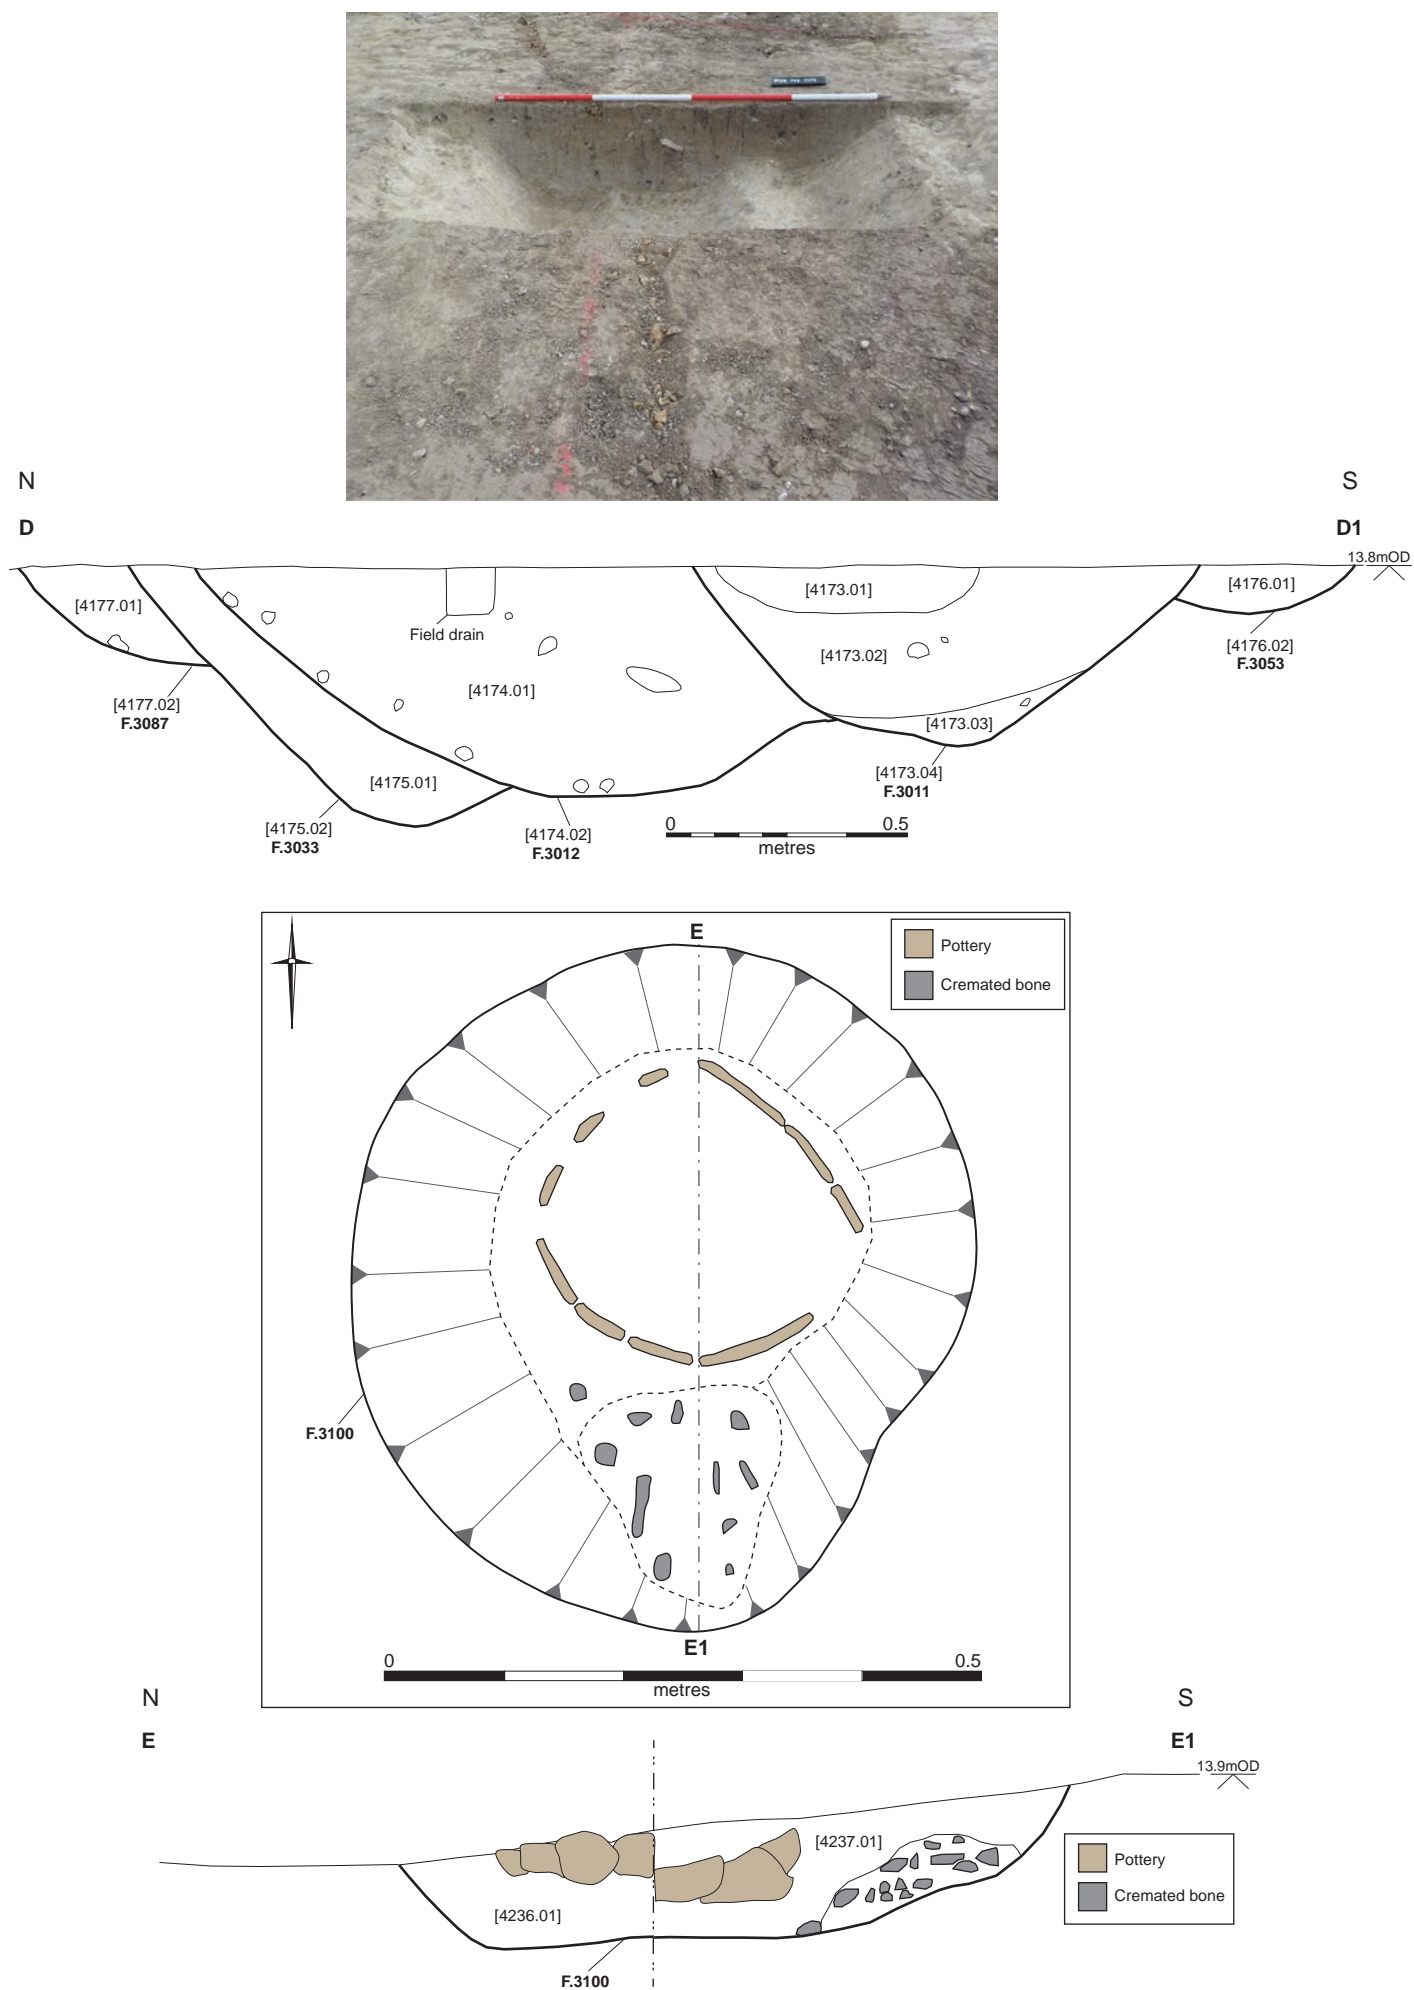 N
S
D
D1
13.8mOD
[4177.01]
[4173.01]
[4176.01]
Field drain
[4173.02]
[4176.02]
F.3053
[4174.01]
[4177.02]
F.3087
[4173.03]
[4175.01]
[4173.04]
F.3011
[4175.02]
F.3033
[4174.02]
F.3012
0
0.5
metres
E
Pottery
Cremated bone
F.3100
E1
0
0.5
metres
N
S
E
E1
13.9mOD
[4237.01]
Pottery
Cremated bone
[4236.01]
F.3100